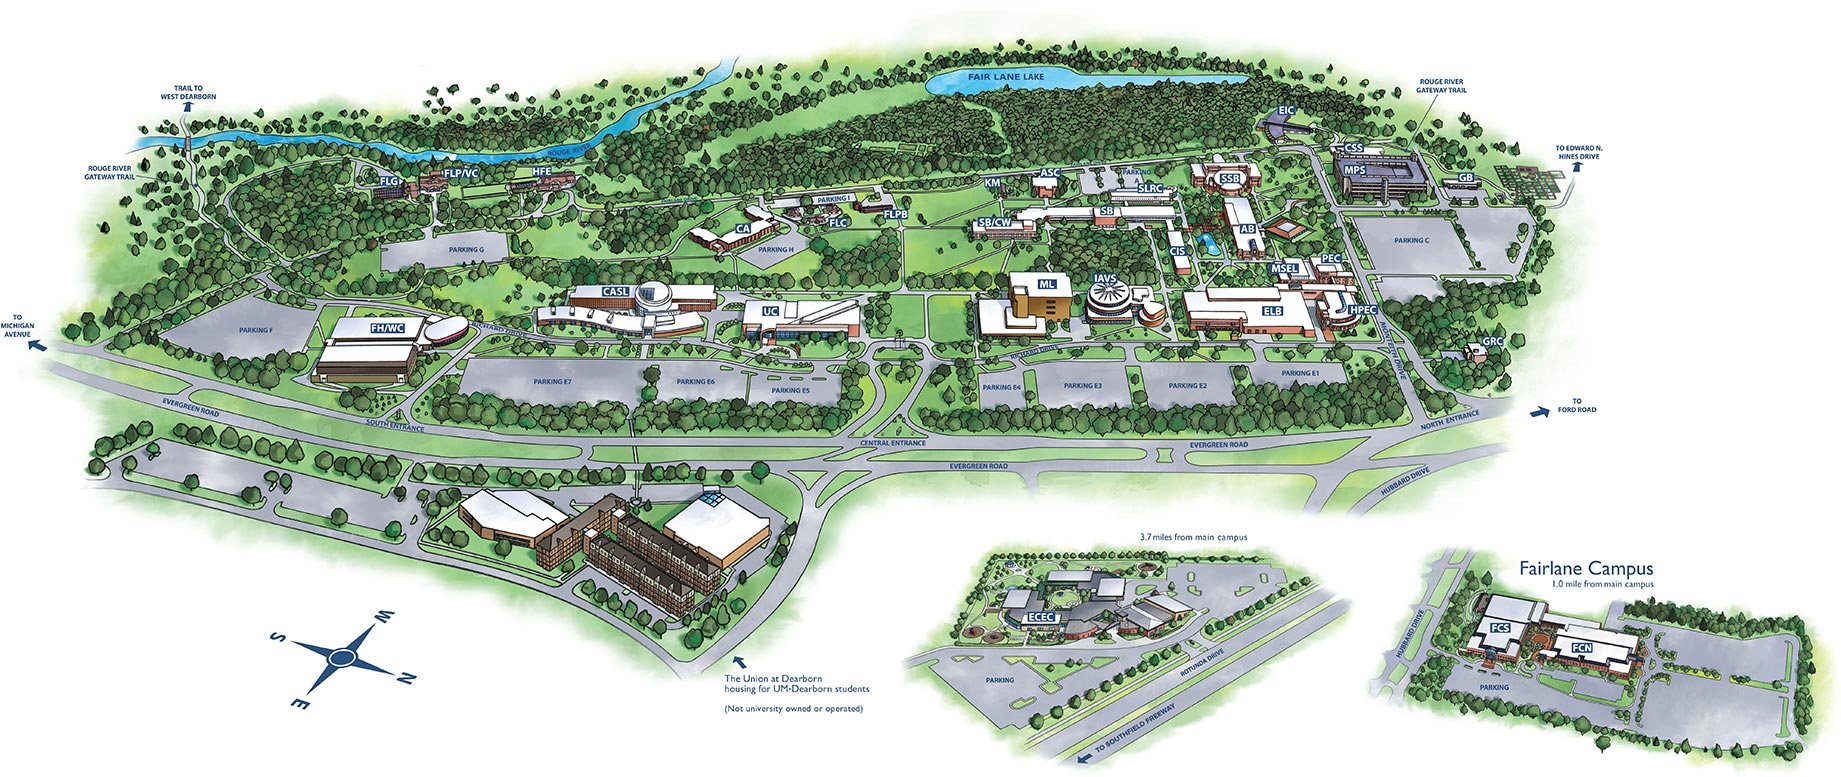 FAIR LANE LAKE
TRAIL TO
WEST DEARBORN
ROUGE RIVER
GATEWAY TRAIL
EIC
ROUGE RIVER
ROUGE RIVER
GATEWAY TRAIL
CSS
TO EDWARD N.
HINES DRIVE
FLG
FLP/VC
HFE
KM
ASC
PARKING
A
SLRC
SSB
MPS
GB
PARKING I
FLPB
FLC
CA
SB/CW
SB
AB
PARKING G
PARKING H
CIS
PARKING C
MSEL
PEC
CASL
ML
IAVS
UC
ELB
HPEC
TO
MICHIGAN
AVENUE
PARKING F
FH/WC
RICHARD DRIVE
RICHARD DRIVE
MONTEITH DRIVE
GRC
PARKING E7
PARKING E6
PARKING E5
PARKING E4
PARKING E3
PARKING E2
PARKING E1
EVERGREEN ROAD
SOUTH ENTRANCE
CENTRAL ENTRANCE
EVERGREEN ROAD
NORTH ENTRANCE
TO
FORD ROAD
EVERGREEN ROAD
HUBBARD DRIVE
W
S
N
E
The Union at Dearborn
housing for UM-Dearborn students
(Not university owned or operated)
3.7 miles from main campus
ECEC
PARKING
ROTUNDA DRIVE
TO SOUTHFIELD FREEWAY
Fairlane Campus
1.0 mile from main campus
HUBBARD DRIVE
FCS
FCN
PARKING